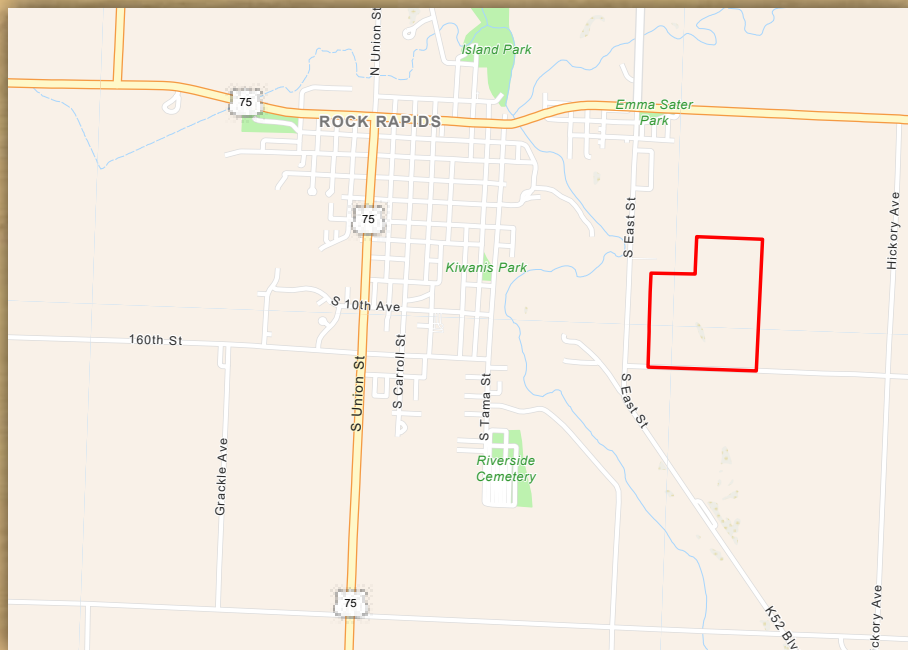 N Union St
Island Park
75
ROCK RAPIDS
Emma Sater
Park
75
S East St
Hickory Ave
Kiwanis Park
S 10th Ave
160th St
S Union St
S Carroll St
S Tama St
S East St
Grackle Ave
Riverside
Cemetery
75
K52 Blv
ckory Ave